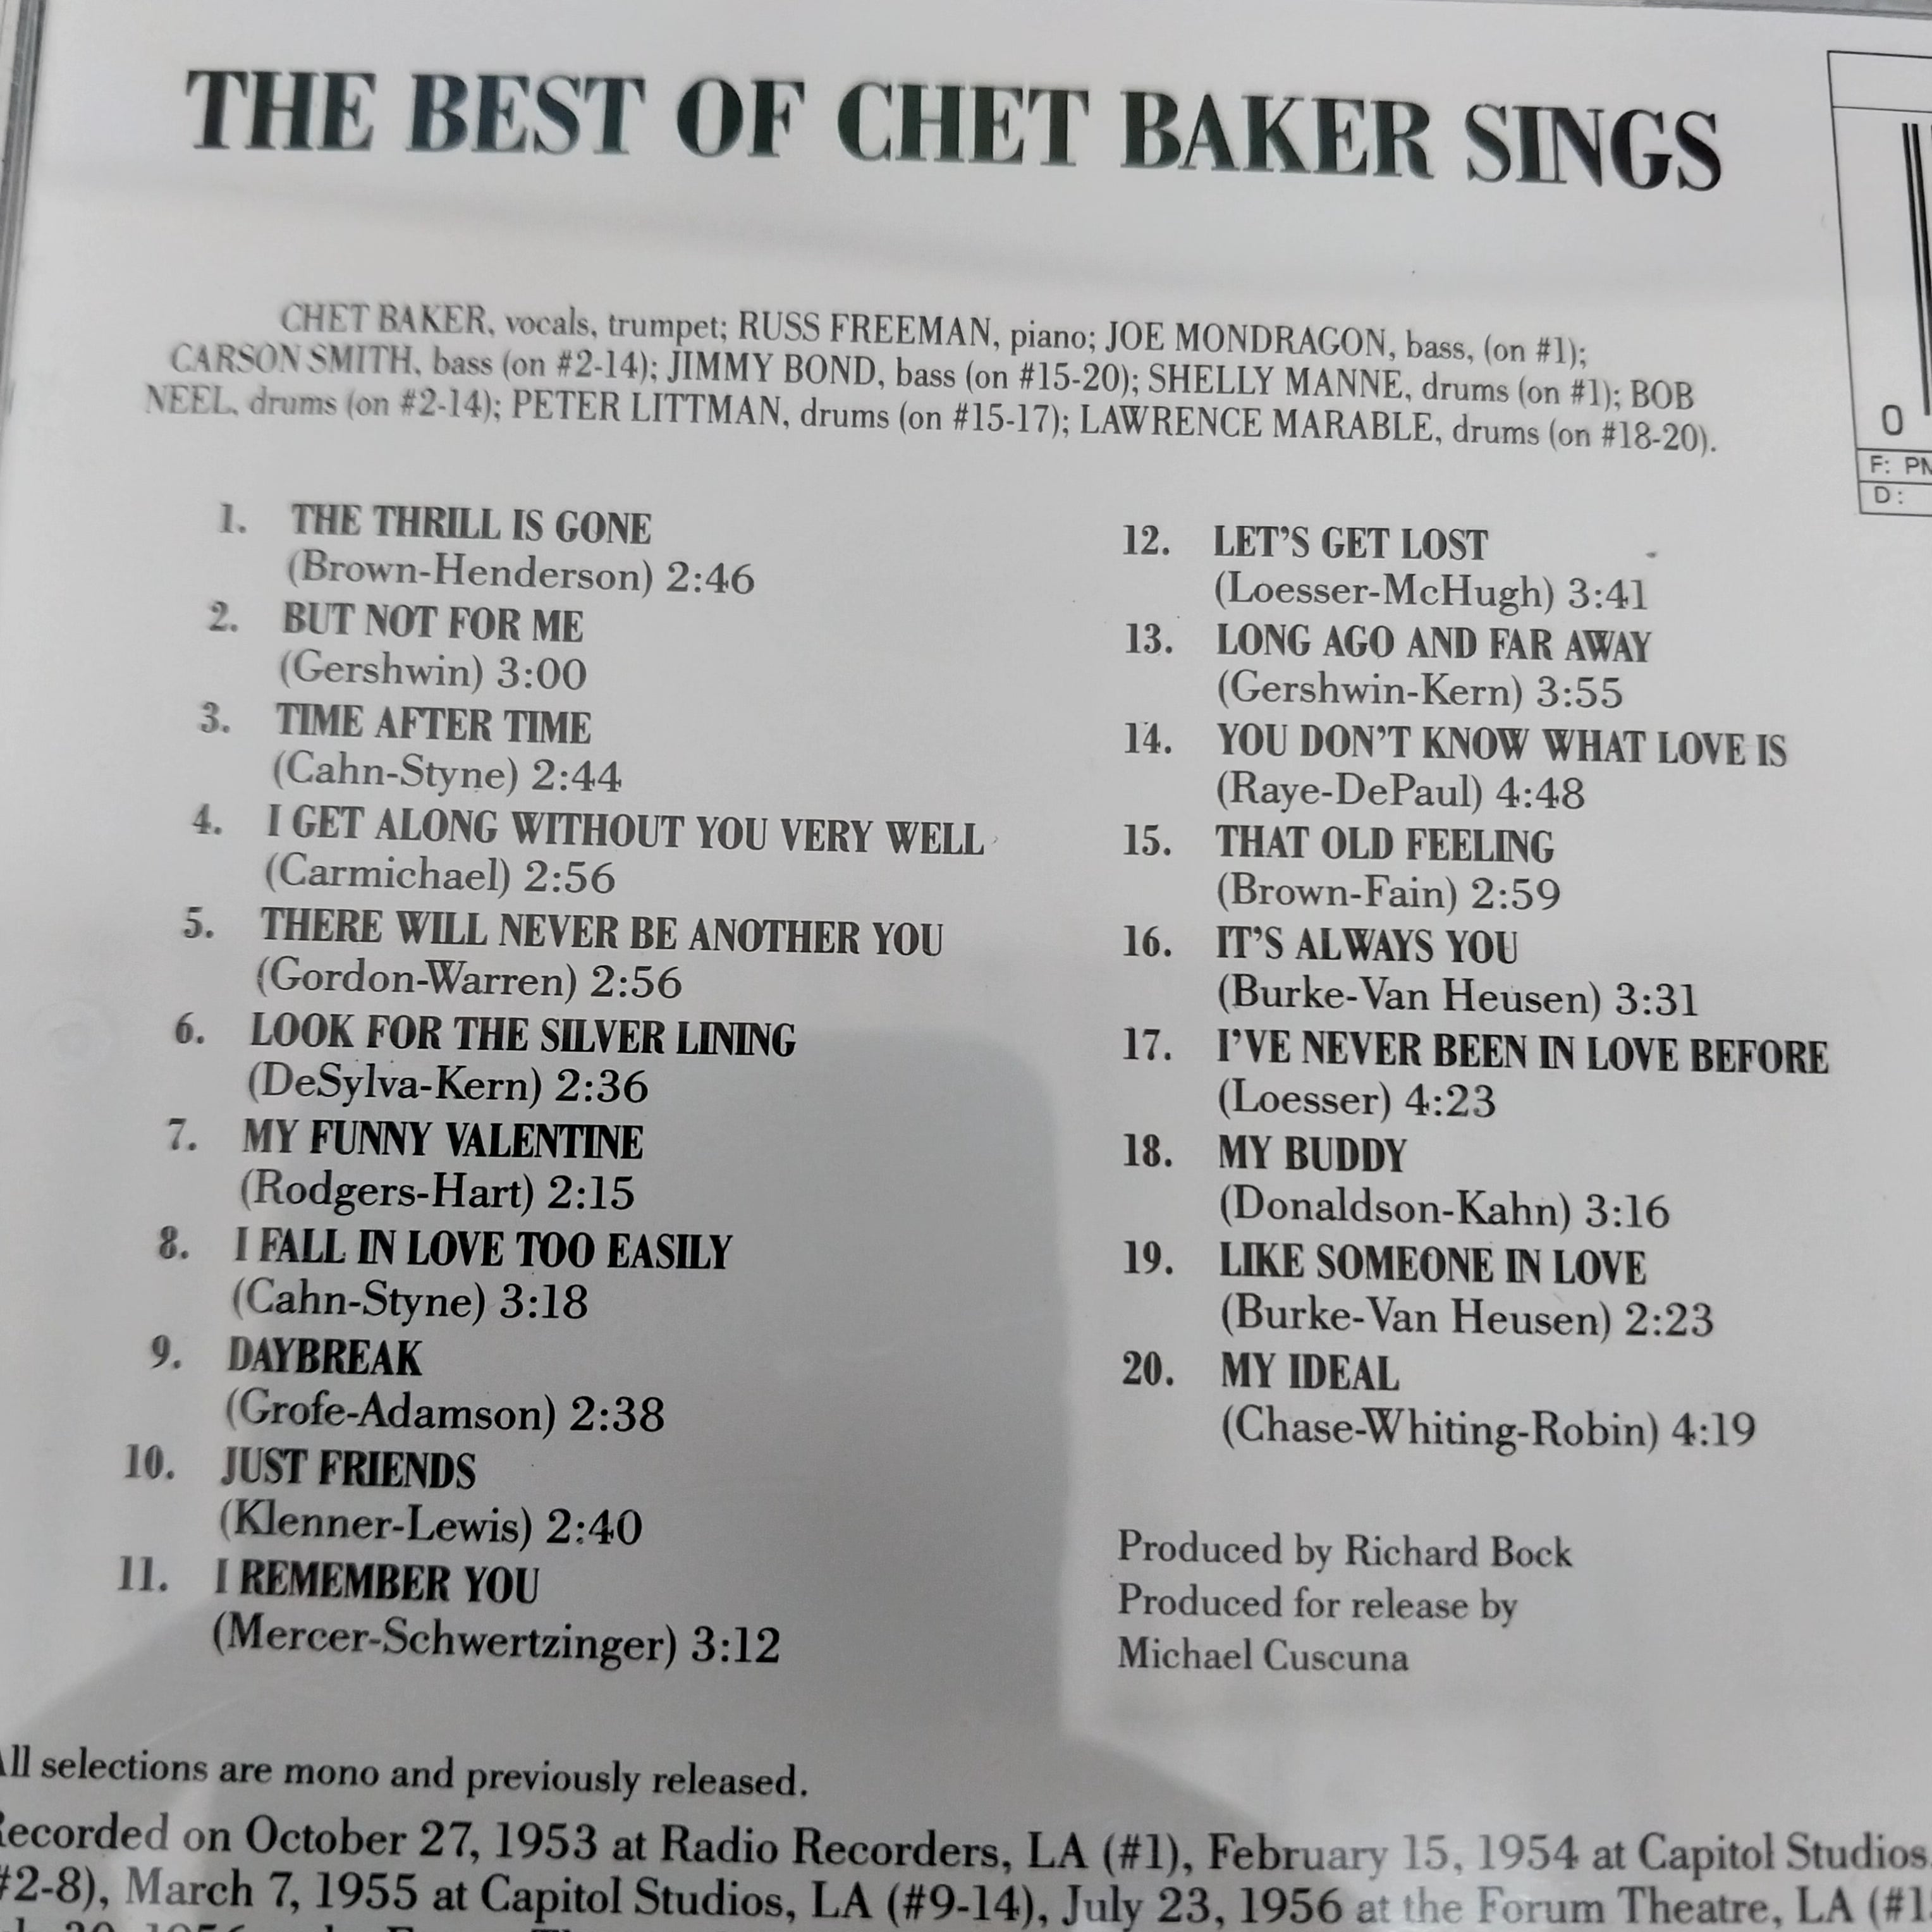 THE BEST OF CHET BAKER SINGS
CHET BAKER, vocals, trumpet; RUSS FREEMAN, piano; JOE MONDRAGON, bass, (on #1);
CARSON SMITH, bass (on #2-14); JIMMY BOND, bass (on #15-20); SHELLY MANNE, drums (on #1); BOB
NEEL, drums (on #2-14); PETER LITTMAN, drums (on #15-17); LAWRENCE MARABLE, drums (on #18-20).
0
F: PM
D:
1. THE THRILL IS GONE
(Brown-Henderson) 2:46
2. BUT NOT FOR ME
(Gershwin) 3:00
3. TIME AFTER TIME
(Cahn-Styne) 2:44
4. I GET ALONG WITHOUT YOU VERY WELL
(Carmichael) 2:56
5. THERE WILL NEVER BE ANOTHER YOU
(Gordon-Warren) 2:56
6. LOOK FOR THE SILVER LINING
(DeSylva-Kern) 2:36
7. MY FUNNY VALENTINE
(Rodgers-Hart) 2:15
8. I FALL IN LOVE TOO EASILY
(Cahn-Styne) 3:18
9. DAYBREAK
(Grofe-Adamson) 2:38
10. JUST FRIENDS
(Klenner-Lewis) 2:40
11. I REMEMBER YOU
(Mercer-Schwertzinger) 3:12
12. LET'S GET LOST
(Loesser-McHugh) 3:41
13. LONG AGO AND FAR AWAY
(Gershwin-Kern) 3:55
14. YOU DON'T KNOW WHAT LOVE IS
(Raye-DePaul) 4:48
15. THAT OLD FEELING
(Brown-Fain) 2:59
16. IT'S ALWAYS YOU
(Burke-Van Heusen) 3:31
17. I'VE NEVER BEEN IN LOVE BEFORE
(Loesser) 4:23
18. MY BUDDY
(Donaldson-Kahn) 3:16
19. LIKE SOMEONE IN LOVE
(Burke-Van Heusen) 2:23
20. MY IDEAL
(Chase-Whiting-Robin) 4:19
Produced by Richard Bock
Produced for release by
Michael Cuscuna
All selections are mono and previously released.
Recorded on October 27, 1953 at Radio Recorders, LA (#1), February 15, 1954 at Capitol Studios,
#2-8), March 7, 1955 at Capitol Studios, LA (#9-14), July 23, 1956 at the Forum Theatre, LA (#1